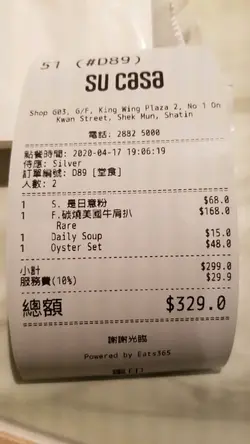 51 (#D89)
su casa
Shop G03, G/F, King Wing Plaza 2, No 1 On
Kwan Street, Shek Mun, Shatin
電話: 2882 5000
點餐時間: 2020-04-17 19:06:19
侍應: Silver
訂單編號: D89 [堂食]
人數: 2
1 S. 是日意粉 $68.0
1 F.碳燒美國牛肩扒 $168.0
Rare
1 Daily Soup $15.0
1 Oyster Set $48.0
小計 $299.0
服務費(10%) $29.9
總額 $329.0
謝謝光臨
Powered by Eats365